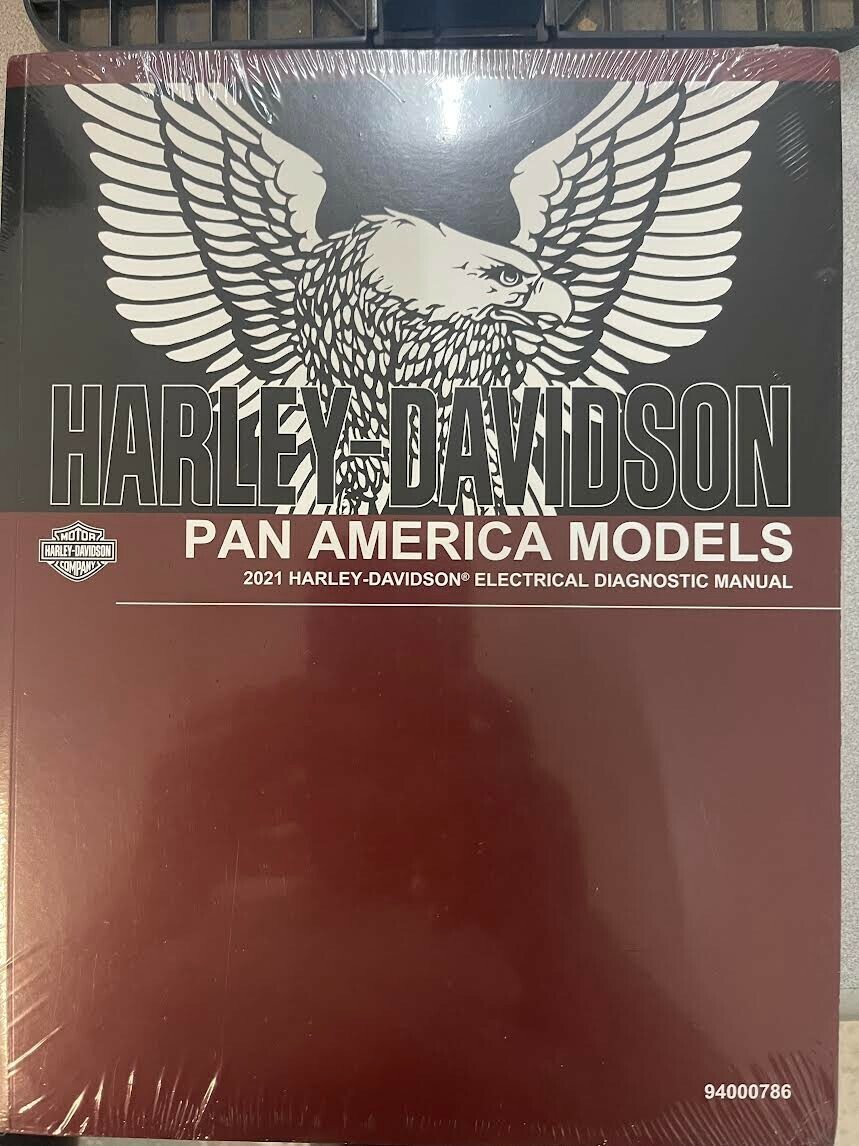 HARLEY-DAVIDSON
MOTOR
HARLEY-DAVIDSON
COMPANY
PAN AMERICA MODELS
2021 HARLEY-DAVIDSON® ELECTRICAL DIAGNOSTIC MANUAL
94000786